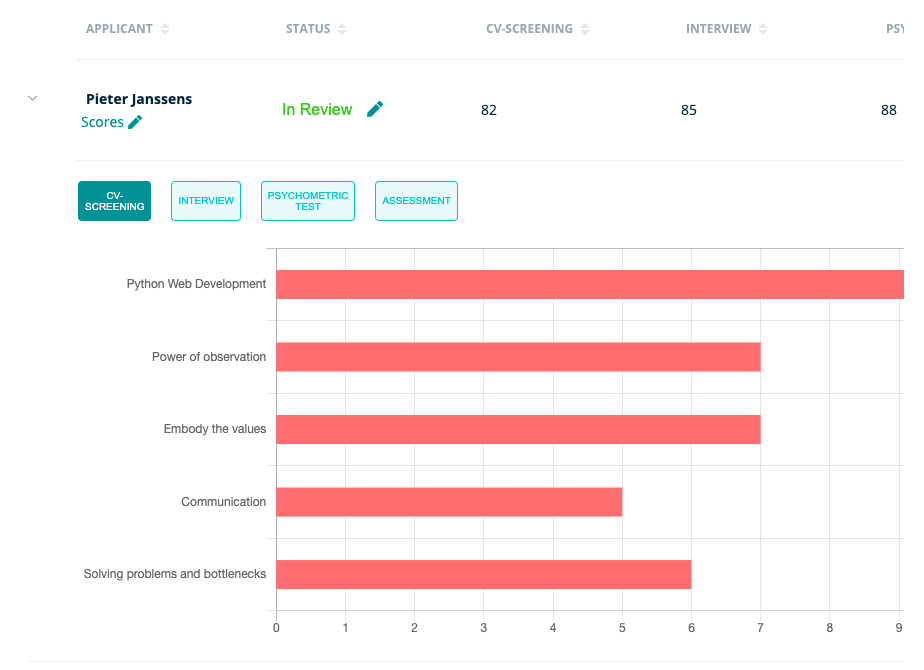 APPLICANT STATUS CV-SCREENING INTERVIEW PSY
Pieter Janssens
Scores
In Review
82 85 88
CV-
SCREENING
INTERVIEW
PSYCHOMETRIC
TEST
ASSESSMENT
Python Web Development
Power of observation
Embody the values
Communication
Solving problems and bottlenecks
0 1 2 3 4 5 6 7 8 9